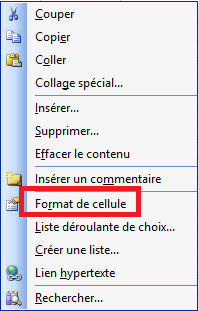 Couper
Copier
Coller
Collage spécial...
Insérer...
Supprimer...
Effacer le contenu
Insérer un commentaire
Format de cellule
Liste déroulante de choix...
Créer une liste...
Lien hypertexte
Rechercher...